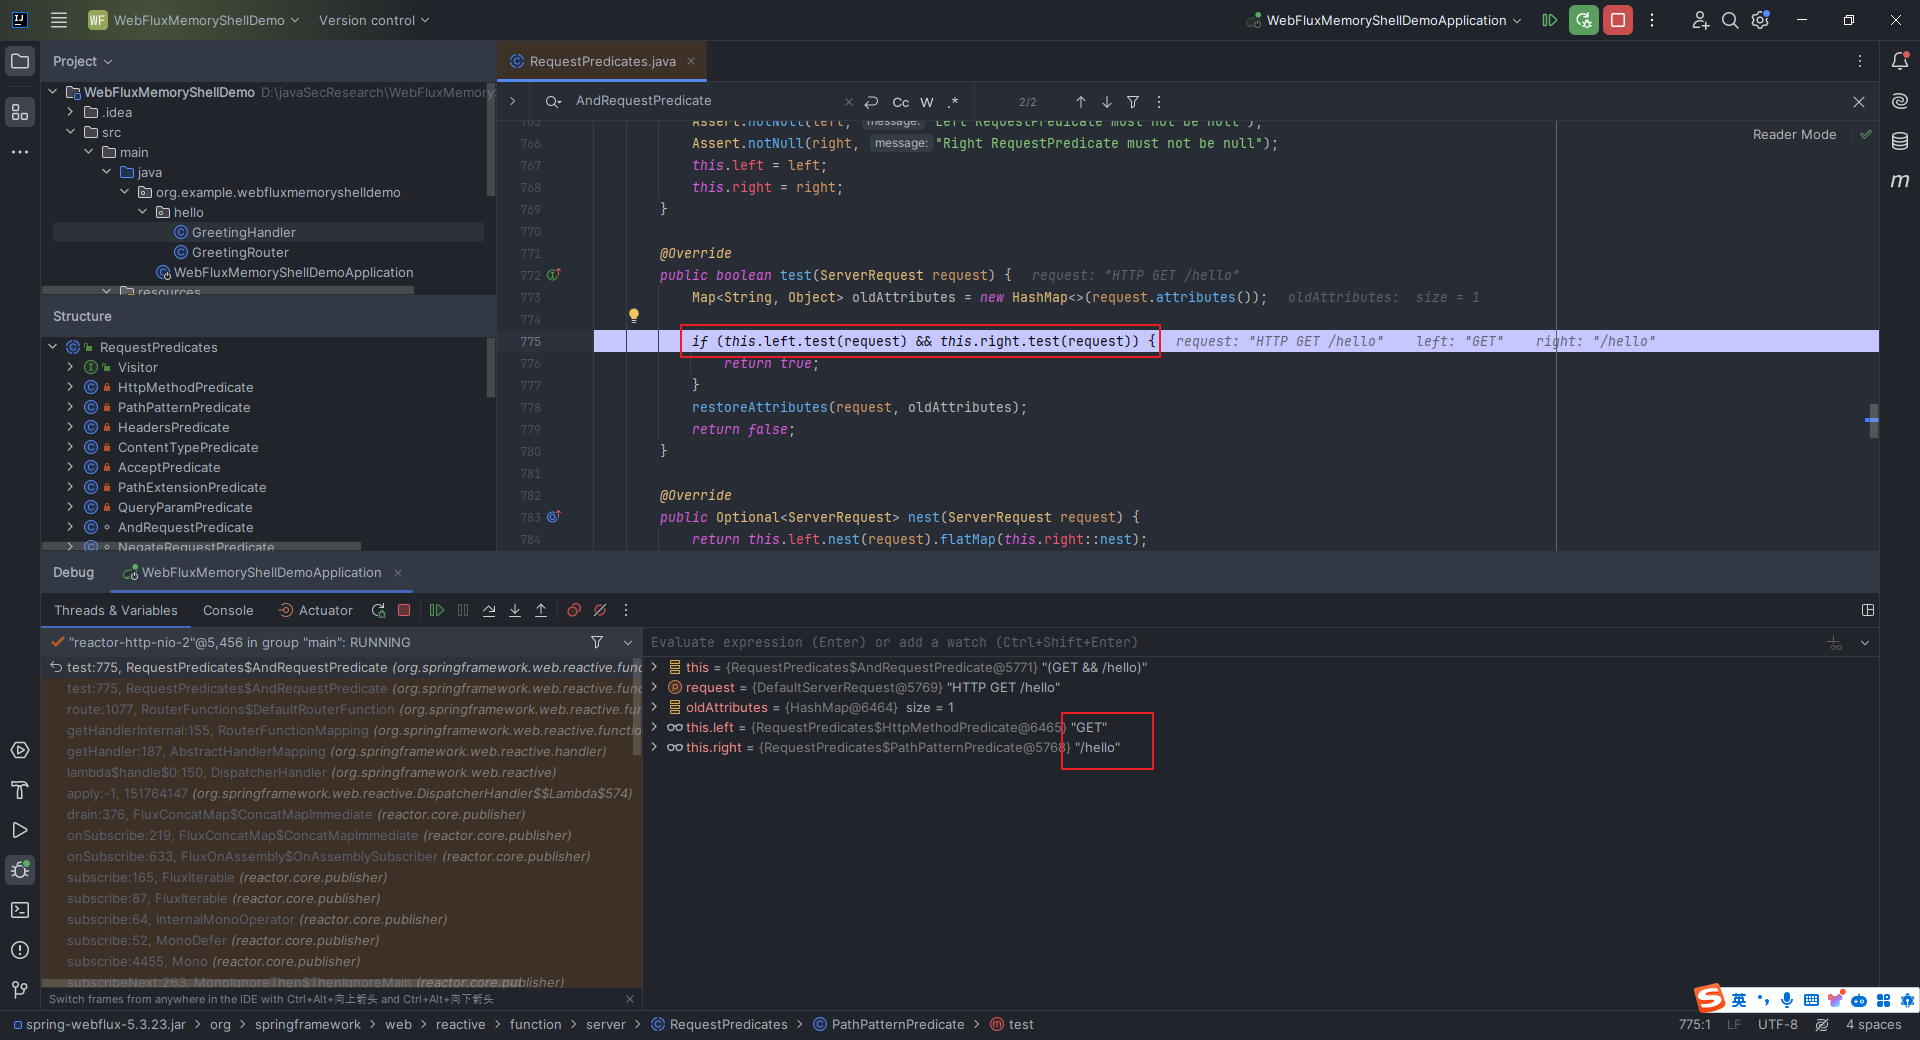 WF WebFluxMemoryShellDemo Version control WebFluxMemoryShellDemoApplication
Project
RequestPredicates.java
WebFluxMemoryShellDemo D:\javaSecResearch\WebFluxMemory
.idea
src
main
java
org.example.webfluxmemoryshelldemo
hello
GreetingHandler
GreetingRouter
WebFluxMemoryShellDemoApplication
resources
Structure
RequestPredicates
Visitor
HttpMethodPredicate
PathPatternPredicate
HeadersPredicate
ContentTypePredicate
AcceptPredicate
PathExtensionPredicate
QueryParamPredicate
AndRequestPredicate
NegateRequestPredicate
AndRequestPredicate Cc W .* 2/2
Reader Mode
765 Assert.notNull(left, message: "Left RequestPredicate must not be null");
766 Assert.notNull(right, message: "Right RequestPredicate must not be null");
767 this.left = left;
768 this.right = right;
769 }
770
771 @Override
772 public boolean test(ServerRequest request) { request: "HTTP GET /hello"
773 Map<String, Object> oldAttributes = new HashMap<>(request.attributes()); oldAttributes: size = 1
774
775 if (this.left.test(request) && this.right.test(request)) { request: "HTTP GET /hello" left: "GET" right: "/hello"
776 return true;
777 }
778 restoreAttributes(request, oldAttributes);
779 return false;
780 }
781
782 @Override
783 public Optional<ServerRequest> nest(ServerRequest request) {
784 return this.left.nest(request).flatMap(this.right::nest);
Debug WebFluxMemoryShellDemoApplication
Threads & Variables Console Actuator
"reactor-http-nio-2"@5,456 in group "main": RUNNING
test:775, RequestPredicates$AndRequestPredicate (org.springframework.web.reactive.func
test:775, RequestPredicates$AndRequestPredicate (org.springframework.web.reactive.func
route:1077, RouterFunctions$DefaultRouterFunction (org.springframework.web.reactive.fun
getHandlerInternal:155, RouterFunctionMapping (org.springframework.web.reactive.functio
getHandler:187, AbstractHandlerMapping (org.springframework.web.reactive.handler)
lambda$handle$0:150, DispatcherHandler (org.springframework.web.reactive)
apply:-1, 151764147 (org.springframework.web.reactive.DispatcherHandler$$Lambda$574)
drain:376, FluxConcatMap$ConcatMapImmediate (reactor.core.publisher)
onSubscribe:219, FluxConcatMap$ConcatMapImmediate (reactor.core.publisher)
onSubscribe:633, FluxOnAssembly$OnAssemblySubscriber (reactor.core.publisher)
subscribe:165, FluxIterable (reactor.core.publisher)
subscribe:87, FluxIterable (reactor.core.publisher)
subscribe:64, InternalMonoOperator (reactor.core.publisher)
subscribe:52, MonoDefer (reactor.core.publisher)
subscribe:4455, Mono (reactor.core.publisher)
subscribeNext:263, MonoIgnoreThen$ThenIgnoreMain (reactor.core.publisher)
Switch frames from anywhere in the IDE with Ctrl+Alt+向上箭头 and Ctrl+Alt+向下箭头
Evaluate expression (Enter) or add a watch (Ctrl+Shift+Enter)
this = {RequestPredicates$AndRequestPredicate@5771} "(GET && /hello)"
request = {DefaultServerRequest@5769} "HTTP GET /hello"
oldAttributes = {HashMap@6464} size = 1
this.left = {RequestPredicates$HttpMethodPredicate@6465} "GET"
this.right = {RequestPredicates$PathPatternPredicate@5768} "/hello"
英
spring-webflux-5.3.23.jar org springframework web reactive function server RequestPredicates PathPatternPredicate test 775:1 LF UTF-8 4 spaces